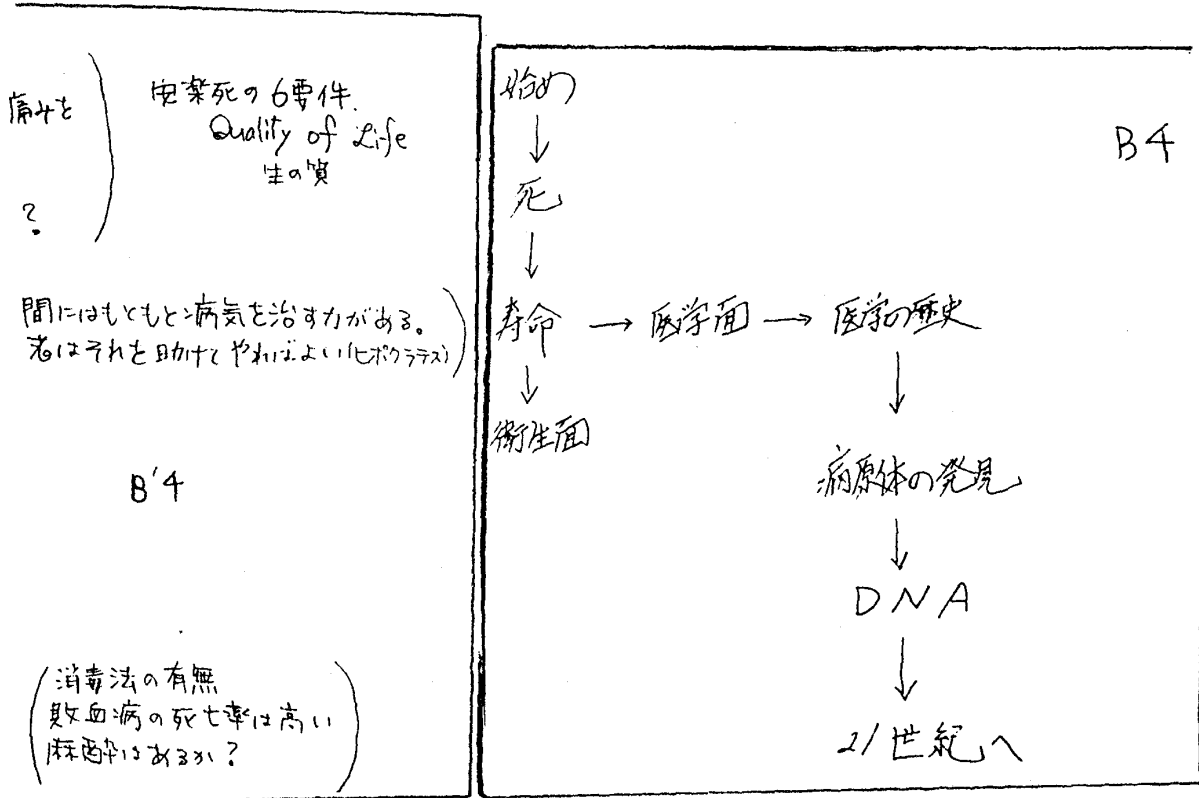 痛みを
?
安楽死の6要件.
Quality of Life
生の質
間にはもともと病気を治す力がある。
者はそれを助けてやればよい(ヒポクラテス)
B'4
消毒法の有無
敗血病の死亡率は高い
麻酔はあるか?
B4
始め
↓
死
↓
寿命 → 医学面 → 医学の歴史
↓
衛生面
↓
病原体の発見
↓
DNA
↓
21世紀へ